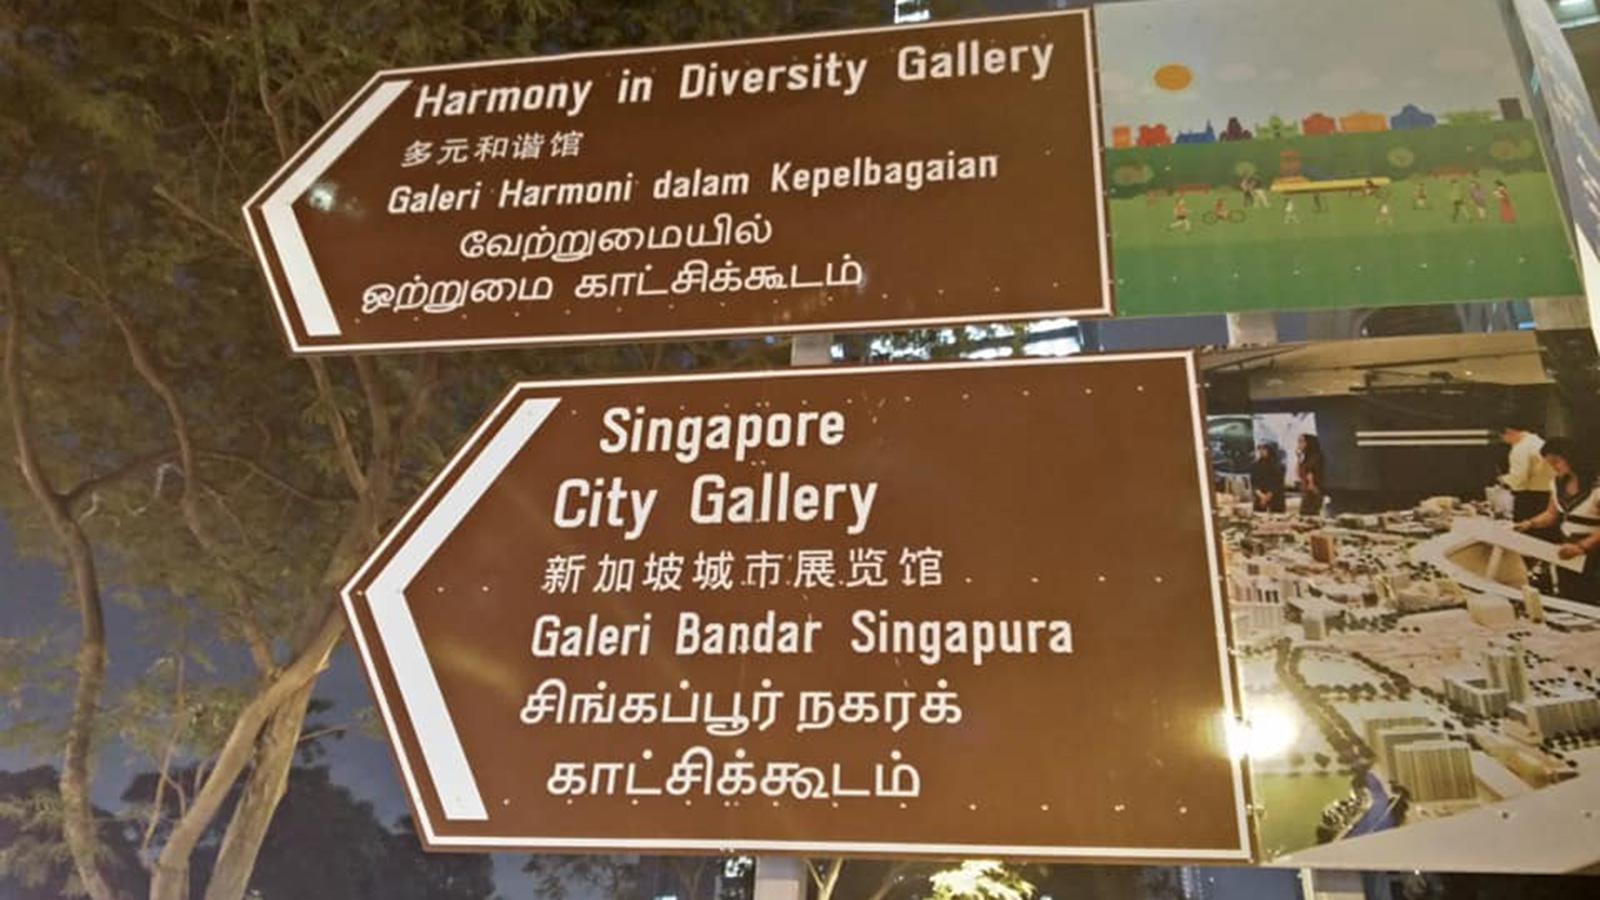 Harmony in Diversity Gallery
多元和谐馆
Galeri Harmoni dalam Kepelbagaian
வேற்றுமையில்
ஒற்றுமை காட்சிக்கூடம்
Singapore
City Gallery
新加坡城市展览馆
Galeri Bandar Singapura
சிங்கப்பூர் நகரக்
காட்சிக்கூடம்